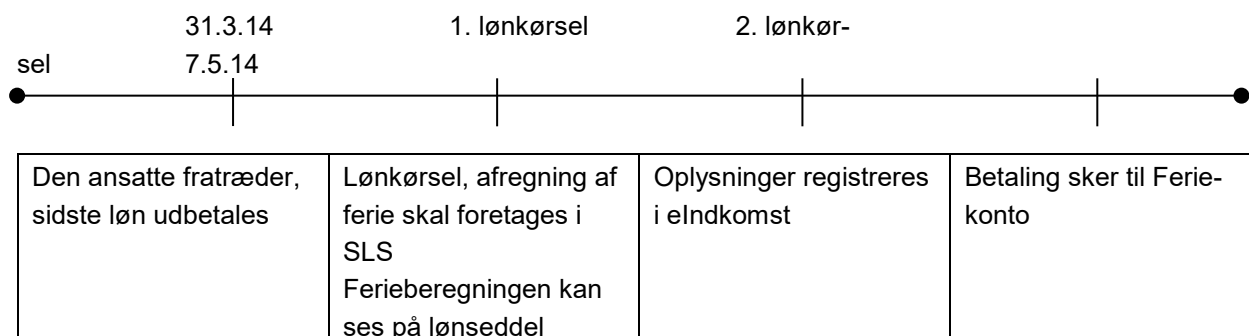 31.3.14 1. lønkørsel 2. lønkør-
sel 7.5.14
Den ansatte fratræder,
sidste løn udbetales
Lønkørsel, afregning af
ferie skal foretages i
SLS
Ferieberegningen kan
ses på lønseddel
Oplysninger registreres
i eIndkomst
Betaling sker til Ferie-
konto